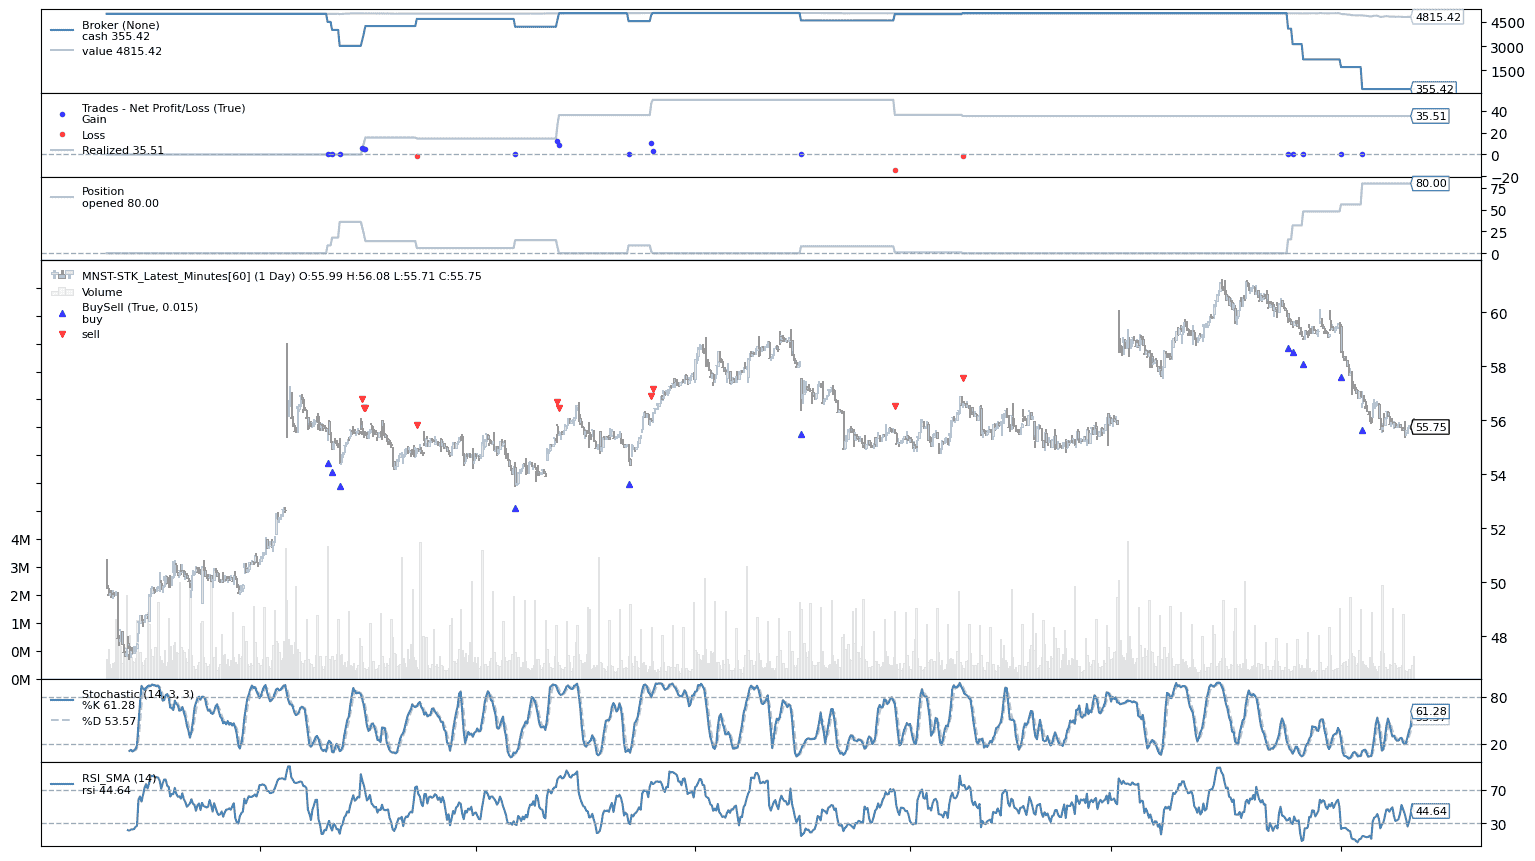 Broker (None)
cash 355.42
value 4815.42
4815.42
4500
3000
1500
355.42
Trades - Net Profit/Loss (True)
Gain
Loss
Realized 35.51
40
35.51
20
0
−20
Position
opened 80.00
80.00
75
50
25
0
MNST-STK_Latest_Minutes[60] (1 Day) O:55.99 H:56.08 L:55.71 C:55.75
Volume
BuySell (True, 0.015)
buy
sell
60
58
56
55.75
54
52
50
48
4M
3M
2M
1M
0M
0M
Stochastic (14, 3, 3)
%K 61.28
%D 53.57
80
61.28
20
RSI_SMA (14)
rsi 44.64
70
44.64
30